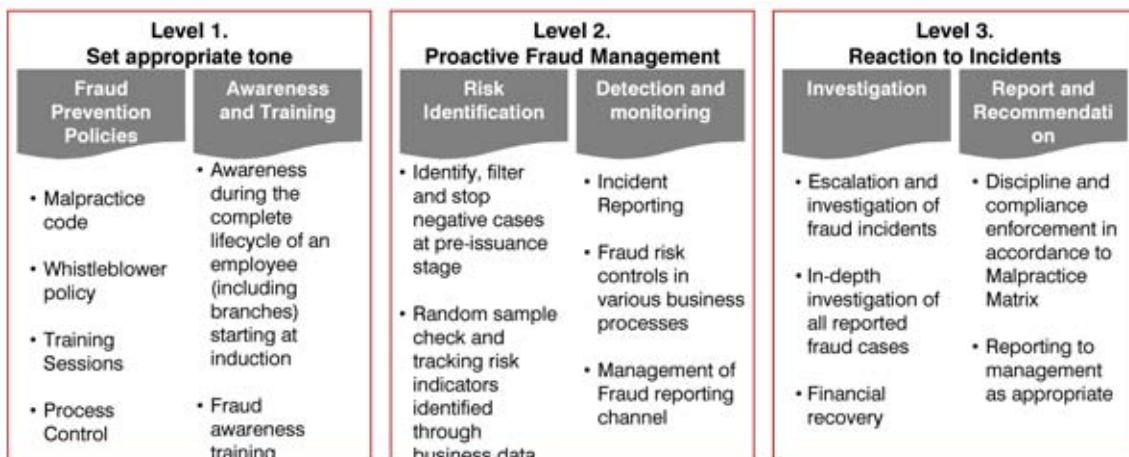 Level 1.
Set appropriate tone
Fraud
Prevention
Policies
Awareness
and Training
• Malpractice
code
• Whistleblower
policy
• Training
Sessions
• Process
Control
• Awareness
during the
complete
lifecycle of an
employee
(including
branches)
starting at
induction
• Fraud
awareness
training
Level 2.
Proactive Fraud Management
Risk
Identification
Detection and
monitoring
• Identify, filter
and stop
negative cases
at pre-issuance
stage
• Random sample
check and
tracking risk
indicators
identified
through
business data
• Incident
Reporting
• Fraud risk
controls in
various business
processes
• Management of
Fraud reporting
channel
Level 3.
Reaction to Incidents
Investigation
Report and
Recommendati
on
• Escalation and
investigation of
fraud incidents
• In-depth
investigation of
all reported
fraud cases
• Financial
recovery
• Discipline and
compliance
enforcement in
accordance to
Malpractice
Matrix
• Reporting to
management
as appropriate